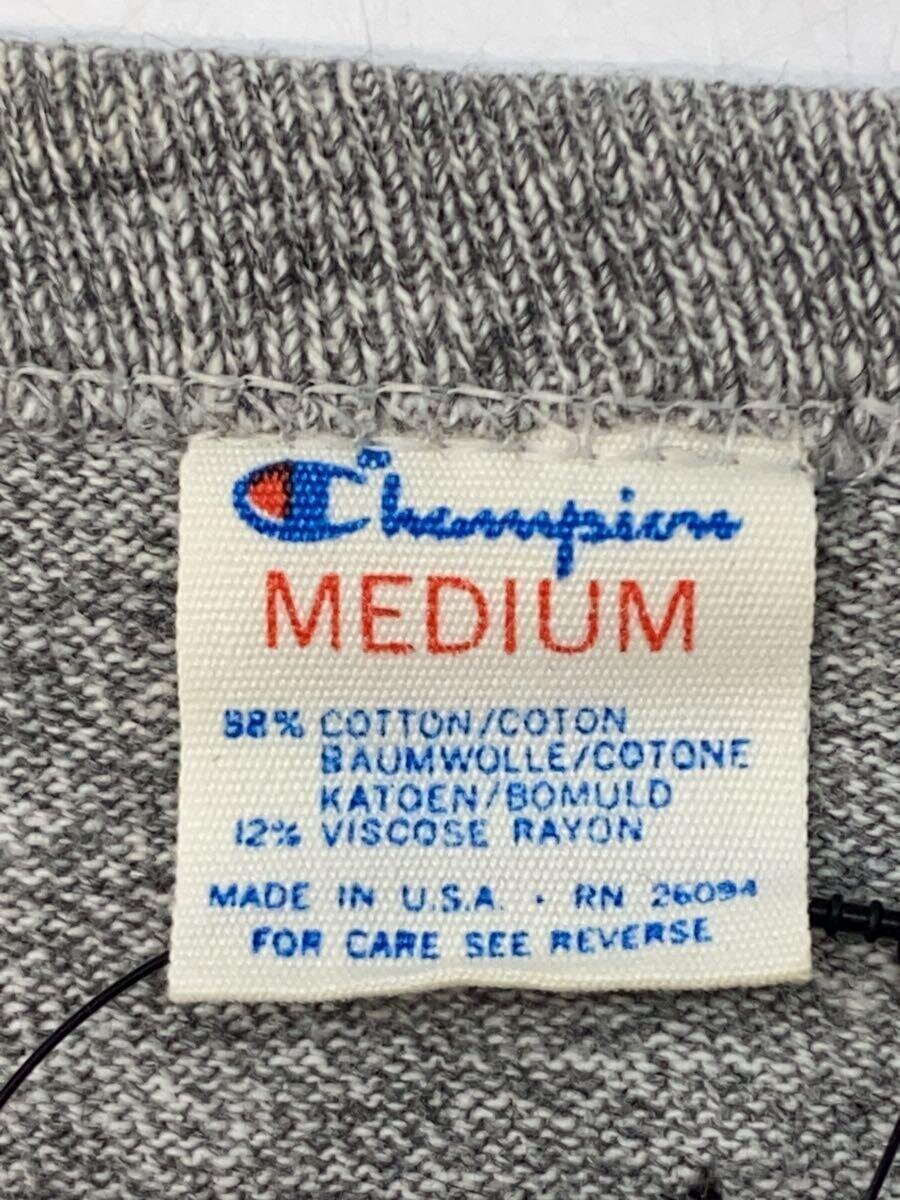 Champion
MEDIUM
88% COTTON/COTON
BAUMWOLLE/COTONE
KATOEN/BOMULD
12% VISCOSE RAYON
MADE IN U.S.A. · RN 26094
FOR CARE SEE REVERSE